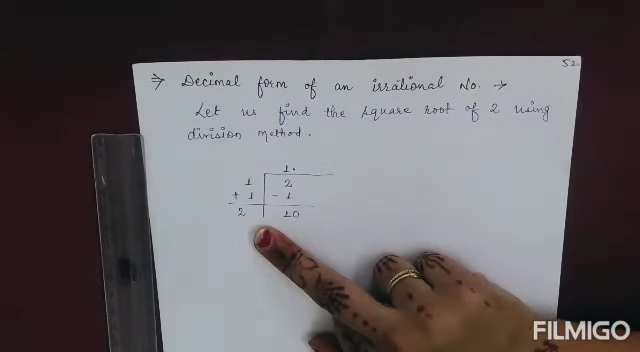 52
⇒ Decimal form of an irrational No. →
Let us find the square root of 2 using
division method.
1.
1 2
+ 1 - 1
2 10
FILMIGO